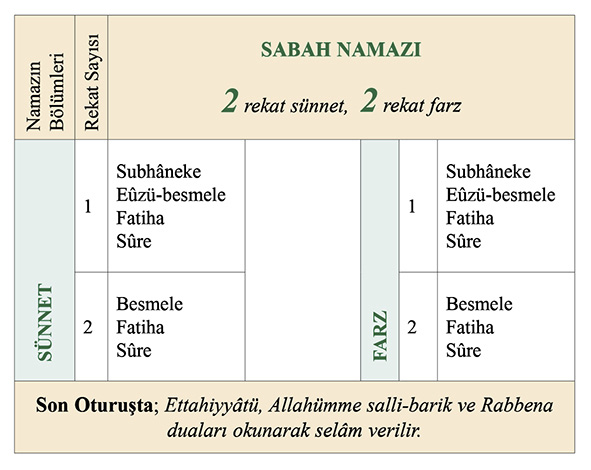 Namazın
Bölümleri
Rekat Sayısı
SABAH NAMAZI
2 rekat sünnet, 2 rekat farz
SÜNNET
1
Subhâneke
Eûzü-besmele
Fatiha
Sûre
2
Besmele
Fatiha
Sûre
FARZ
1
Subhâneke
Eûzü-besmele
Fatiha
Sûre
2
Besmele
Fatiha
Sûre
Son Oturuşta; Ettahiyyâtü, Allahümme salli-barik ve Rabbena
duaları okunarak selâm verilir.